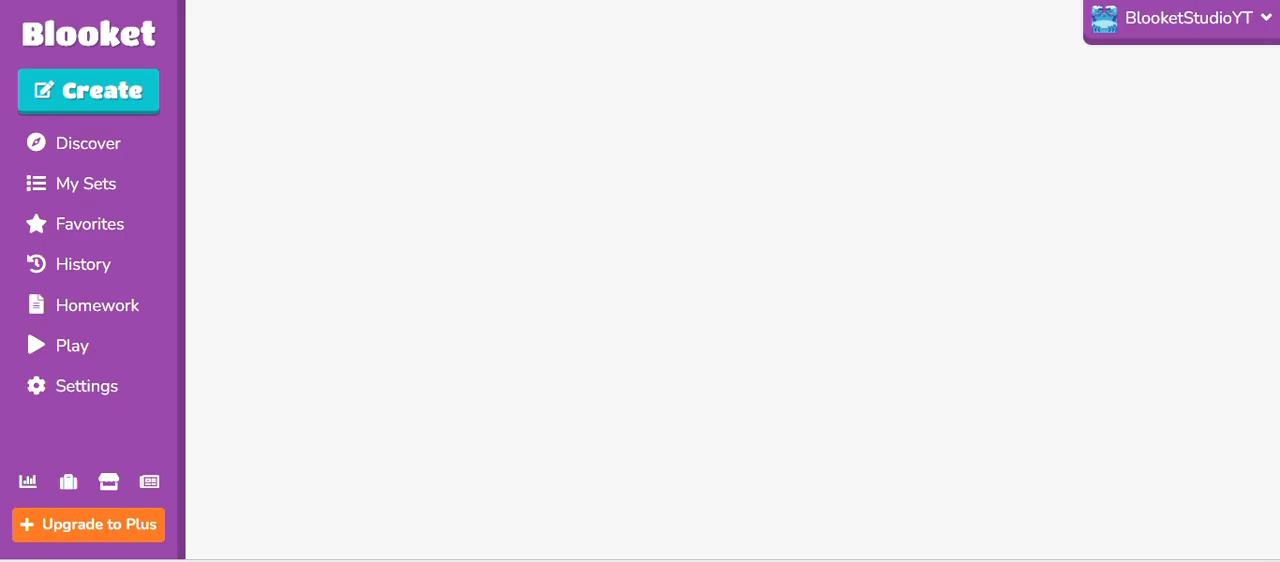 Blooket
BlooketStudioYT
Create
Discover
My Sets
Favorites
History
Homework
Play
Settings
Upgrade to Plus